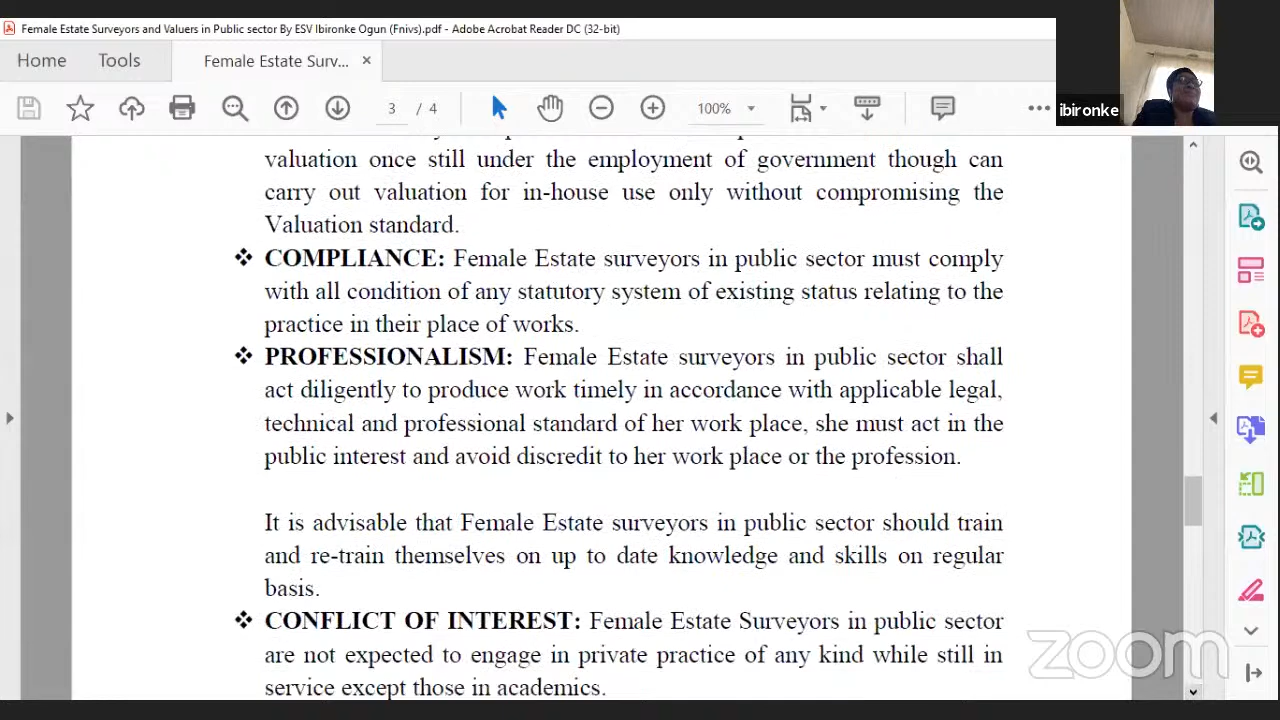 Female Estate Surveyors and Valuers in Public sector By ESV Ibironke Ogun (Fnivs).pdf - Adobe Acrobat Reader DC (32-bit)
Home Tools Female Estate Surv... ×
3 / 4 100%
ibironke
valuation once still under the employment of government though can
carry out valuation for in-house use only without compromising the
Valuation standard.
❖ COMPLIANCE: Female Estate surveyors in public sector must comply
with all condition of any statutory system of existing status relating to the
practice in their place of works.
❖ PROFESSIONALISM: Female Estate surveyors in public sector shall
act diligently to produce work timely in accordance with applicable legal,
technical and professional standard of her work place, she must act in the
public interest and avoid discredit to her work place or the profession.
It is advisable that Female Estate surveyors in public sector should train
and re-train themselves on up to date knowledge and skills on regular
basis.
❖ CONFLICT OF INTEREST: Female Estate Surveyors in public sector
are not expected to engage in private practice of any kind while still in
service except those in academics.
zoom